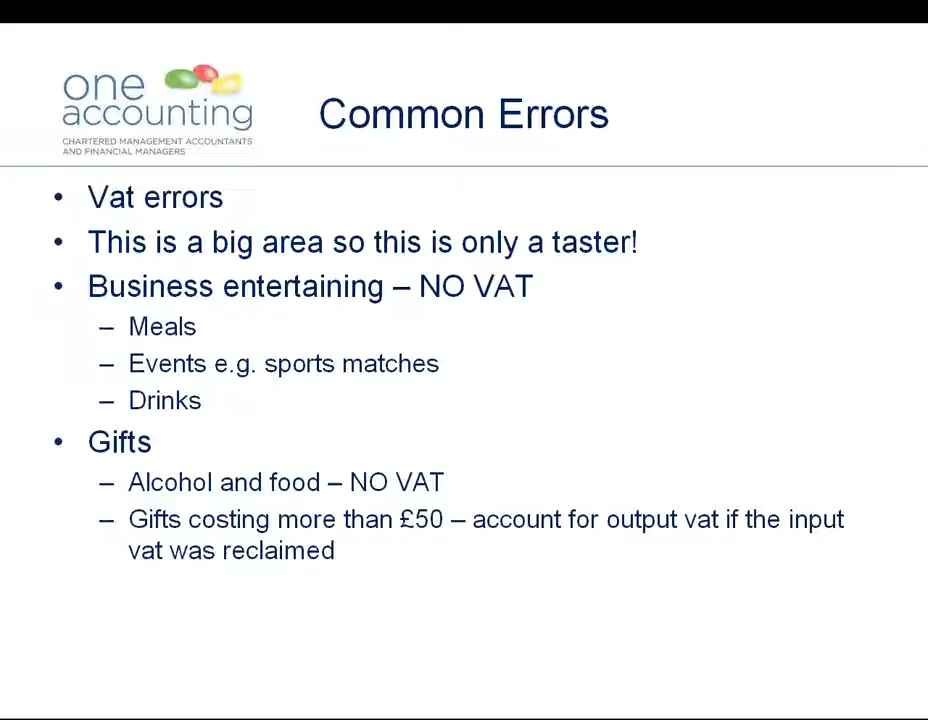 one
accounting
CHARTERED MANAGEMENT ACCOUNTANTS
AND FINANCIAL MANAGERS
Common Errors
• Vat errors
• This is a big area so this is only a taster!
• Business entertaining – NO VAT
– Meals
– Events e.g. sports matches
– Drinks
• Gifts
– Alcohol and food – NO VAT
– Gifts costing more than £50 – account for output vat if the input
vat was reclaimed